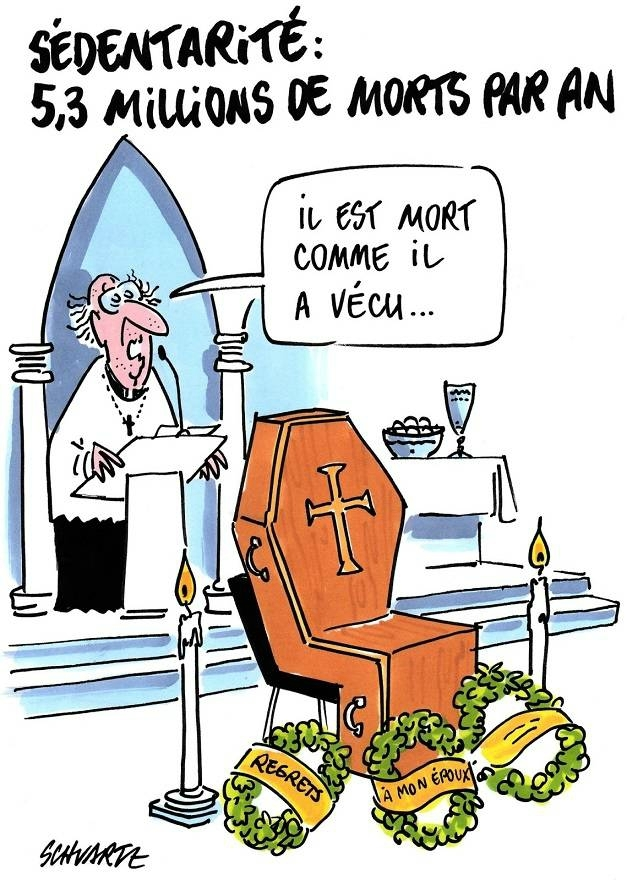 SÉDENTARITÉ:
5,3 MILLIONS DE MORTS PAR AN
IL EST MORT
COMME IL
A VÉCU...
REGRETS
À MON ÉPOUX
SCHVARTZ